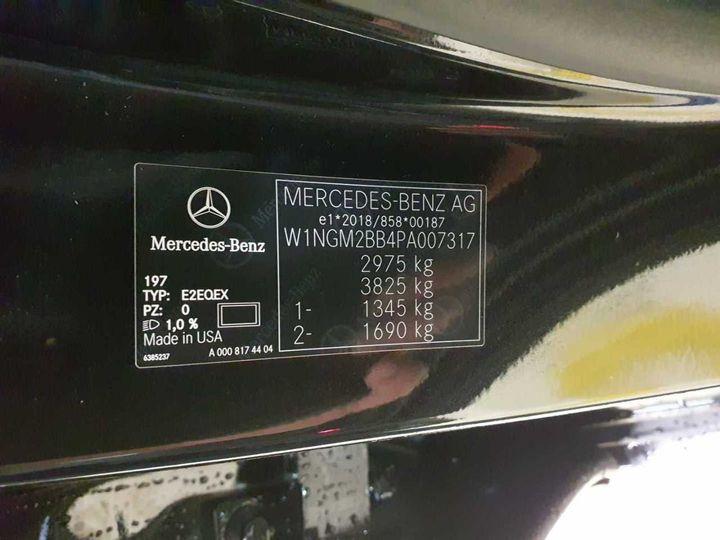 Mercedes-Benz
197
TYP: E2EQEX
PZ: 0
1,0 %
Made in USA
6385237 A 000 817 44 04
MERCEDES-BENZ AG
e1*2018/858*00187
W1NGM2BB4PA007317
2975 kg
3825 kg
1- 1345 kg
2- 1690 kg